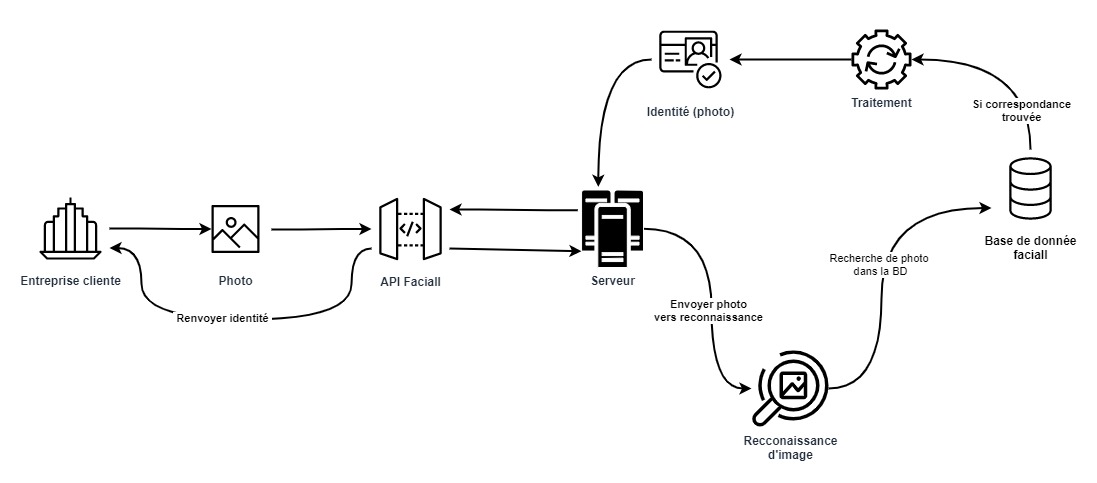 Identité (photo)
Traitement
Si correspondance
trouvée
Entreprise cliente
Photo
API Faciall
Serveur
Base de donnée
faciall
Recherche de photo
dans la BD
Renvoyer identité
Envoyer photo
vers reconnaissance
Recconaissance
d'image